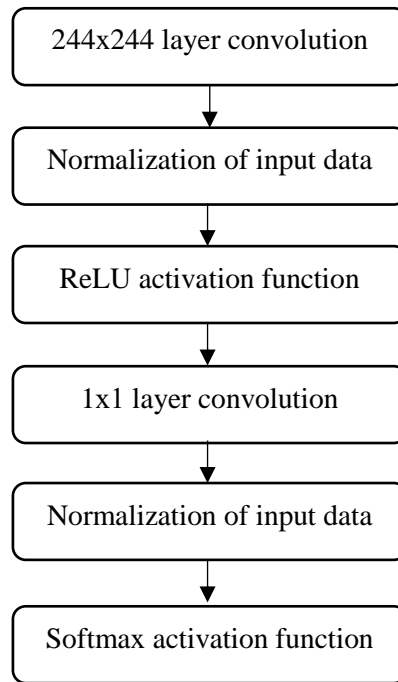 244x244 layer convolution
Normalization of input data
ReLU activation function
1x1 layer convolution
Normalization of input data
Softmax activation function